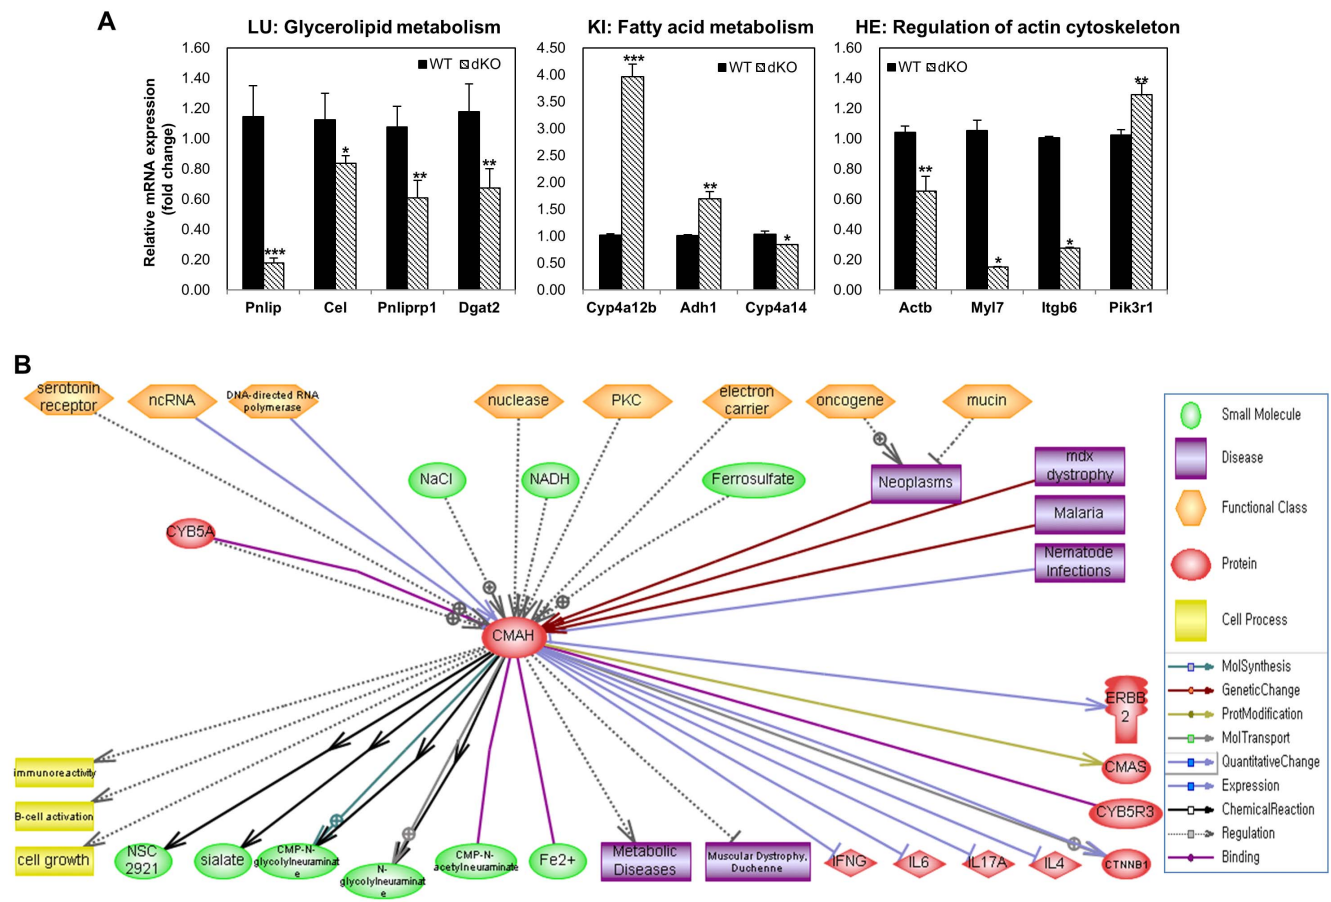 A
LU: Glycerolipid metabolism
KI: Fatty acid metabolism
HE: Regulation of actin cytoskeleton
Relative mRNA expression
(fold change)
1.60
1.40
1.20
1.00
0.80
0.60
0.40
0.20
0.00
WT dKO
***
*
**
**
Pnlip Cel Pnliprp1 Dgat2
4.50
4.00
3.50
3.00
2.50
2.00
1.50
1.00
0.50
0.00
WT dKO
***
**
*
Cyp4a12b Adh1 Cyp4a14
1.60
1.40
1.20
1.00
0.80
0.60
0.40
0.20
0.00
WT dKO
**
*
*
**
Actb Myl7 Itgb6 Pik3r1
B
serotonin
receptor
ncRNA
DNA-directed RNA
polymerase
nuclease
PKC
electron
carrier
oncogene
mucin
NaCl
NADH
Ferrosulfate
Neoplasms
mdx
dystrophy
Malaria
Nematode
Infections
CYB5A
CMAH
ERBB
2
CMAS
CYB5R3
CTNNB1
immunoreactivity
B-cell activation
cell growth
NSC
2921
sialate
CMP-N-
glycolylneuraminat
e
N-
glycolylneuraminat
e
CMP-N-
acetylneuraminate
Fe2+
Metabolic
Diseases
Muscular Dystrophy,
Duchenne
IFNG
IL6
IL17A
IL4
Small Molecule
Disease
Functional Class
Protein
Cell Process
MolSynthesis
GeneticChange
ProtModification
MolTransport
QuantitativeChange
Expression
ChemicalReaction
Regulation
Binding